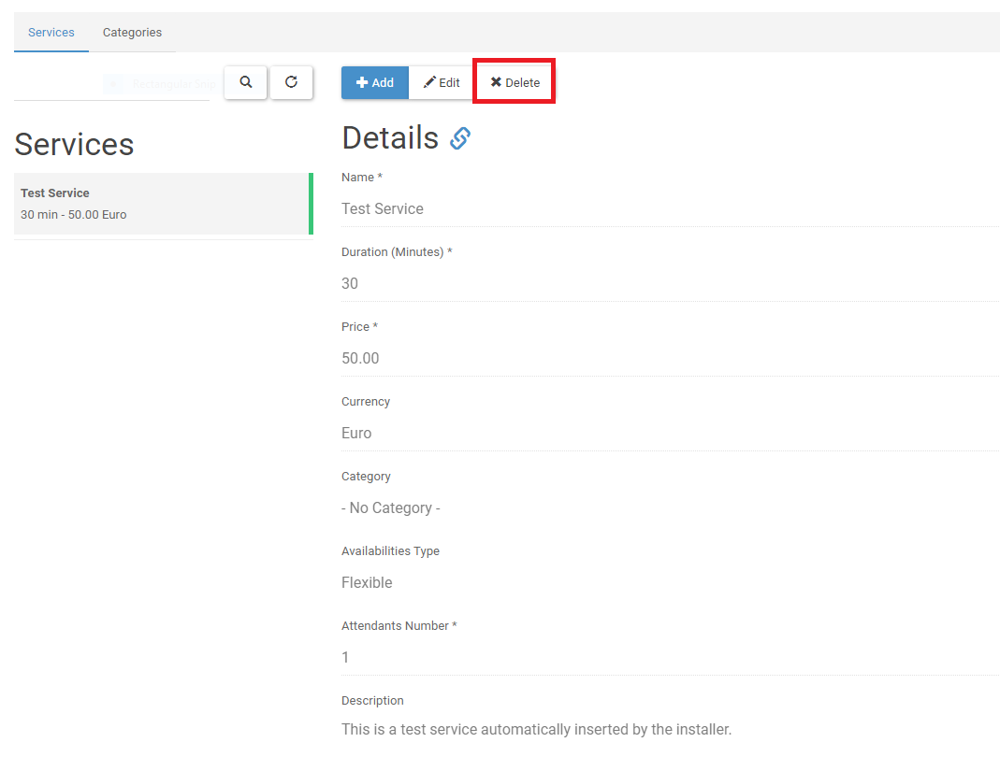 Services Categories
Rectangular Snip
Add Edit Delete
Services
Test Service
30 min - 50.00 Euro
Details
Name *
Test Service
Duration (Minutes) *
30
Price *
50.00
Currency
Euro
Category
- No Category -
Availabilities Type
Flexible
Attendants Number *
1
Description
This is a test service automatically inserted by the installer.